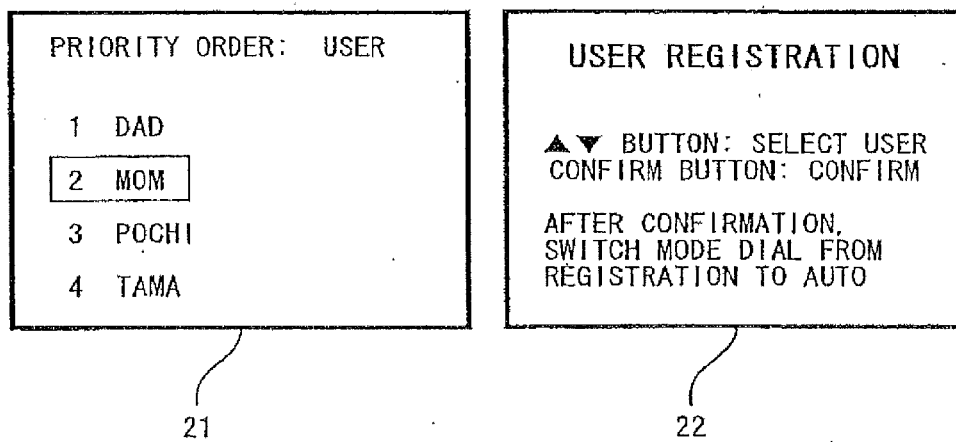 PRIORITY ORDER: USER
1 DAD
2 MOM
3 POCHI
4 TAMA
21
USER REGISTRATION
▲▼ BUTTON: SELECT USER
CONFIRM BUTTON: CONFIRM
AFTER CONFIRMATION,
SWITCH MODE DIAL FROM
REGISTRATION TO AUTO
22